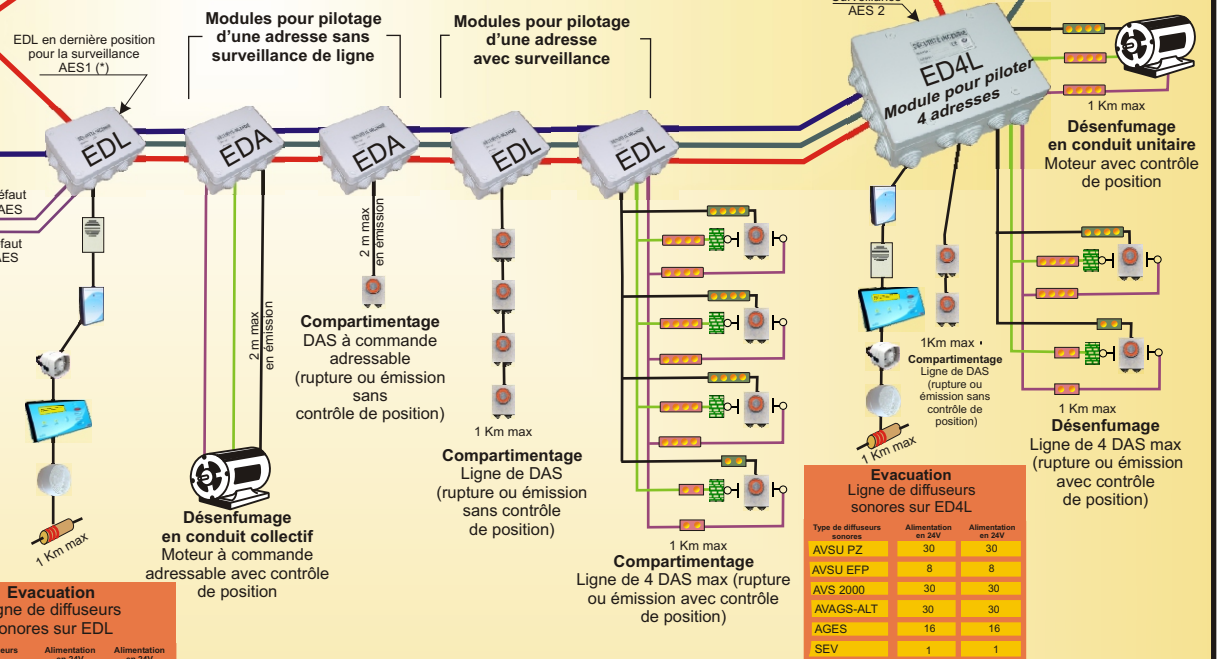 EDL en dernière position
pour la surveillance
AES1 (*)
Modules pour pilotage
d'une adresse sans
surveillance de ligne
Modules pour pilotage
d'une adresse
avec surveillance
AES 2
EDL
EDA
EDA
EDL
EDL
ED4L
Module pour piloter
4 adresses
1 Km max
Désenfumage
en conduit unitaire
Moteur avec contrôle
de position
éfaut
AES
faut
AES
2 m max
en émission
2 m max
en émission
Compartimentage
DAS à commande
adressable
(rupture ou émission
sans
contrôle de position)
1 Km max
Compartimentage
Ligne de DAS
(rupture ou émission
sans contrôle
de position)
1 Km max
Désenfumage
en conduit collectif
Moteur à commande
adressable avec contrôle
de position
1 Km max
Compartimentage
Ligne de 4 DAS max (rupture
ou émission avec contrôle
de position)
1Km max
Compartimentage
Ligne de DAS
(rupture ou
émission sans
contrôle de
position)
1 Km max
1 Km max
Désenfumage
Ligne de 4 DAS max
(rupture ou émission
avec contrôle
de position)
Evacuation
gne de diffuseurs
onores sur EDL
eurs Alimentation Alimentation
en 24V en 24V
Evacuation
Ligne de diffuseurs
sonores sur ED4L
Type de diffuseurs Alimentation Alimentation
sonores en 24V en 24V
AVSU PZ 30 30
AVSU EFP 8 8
AVS 2000 30 30
AVAGS-ALT 30 30
AGES 16 16
SEV 1 1